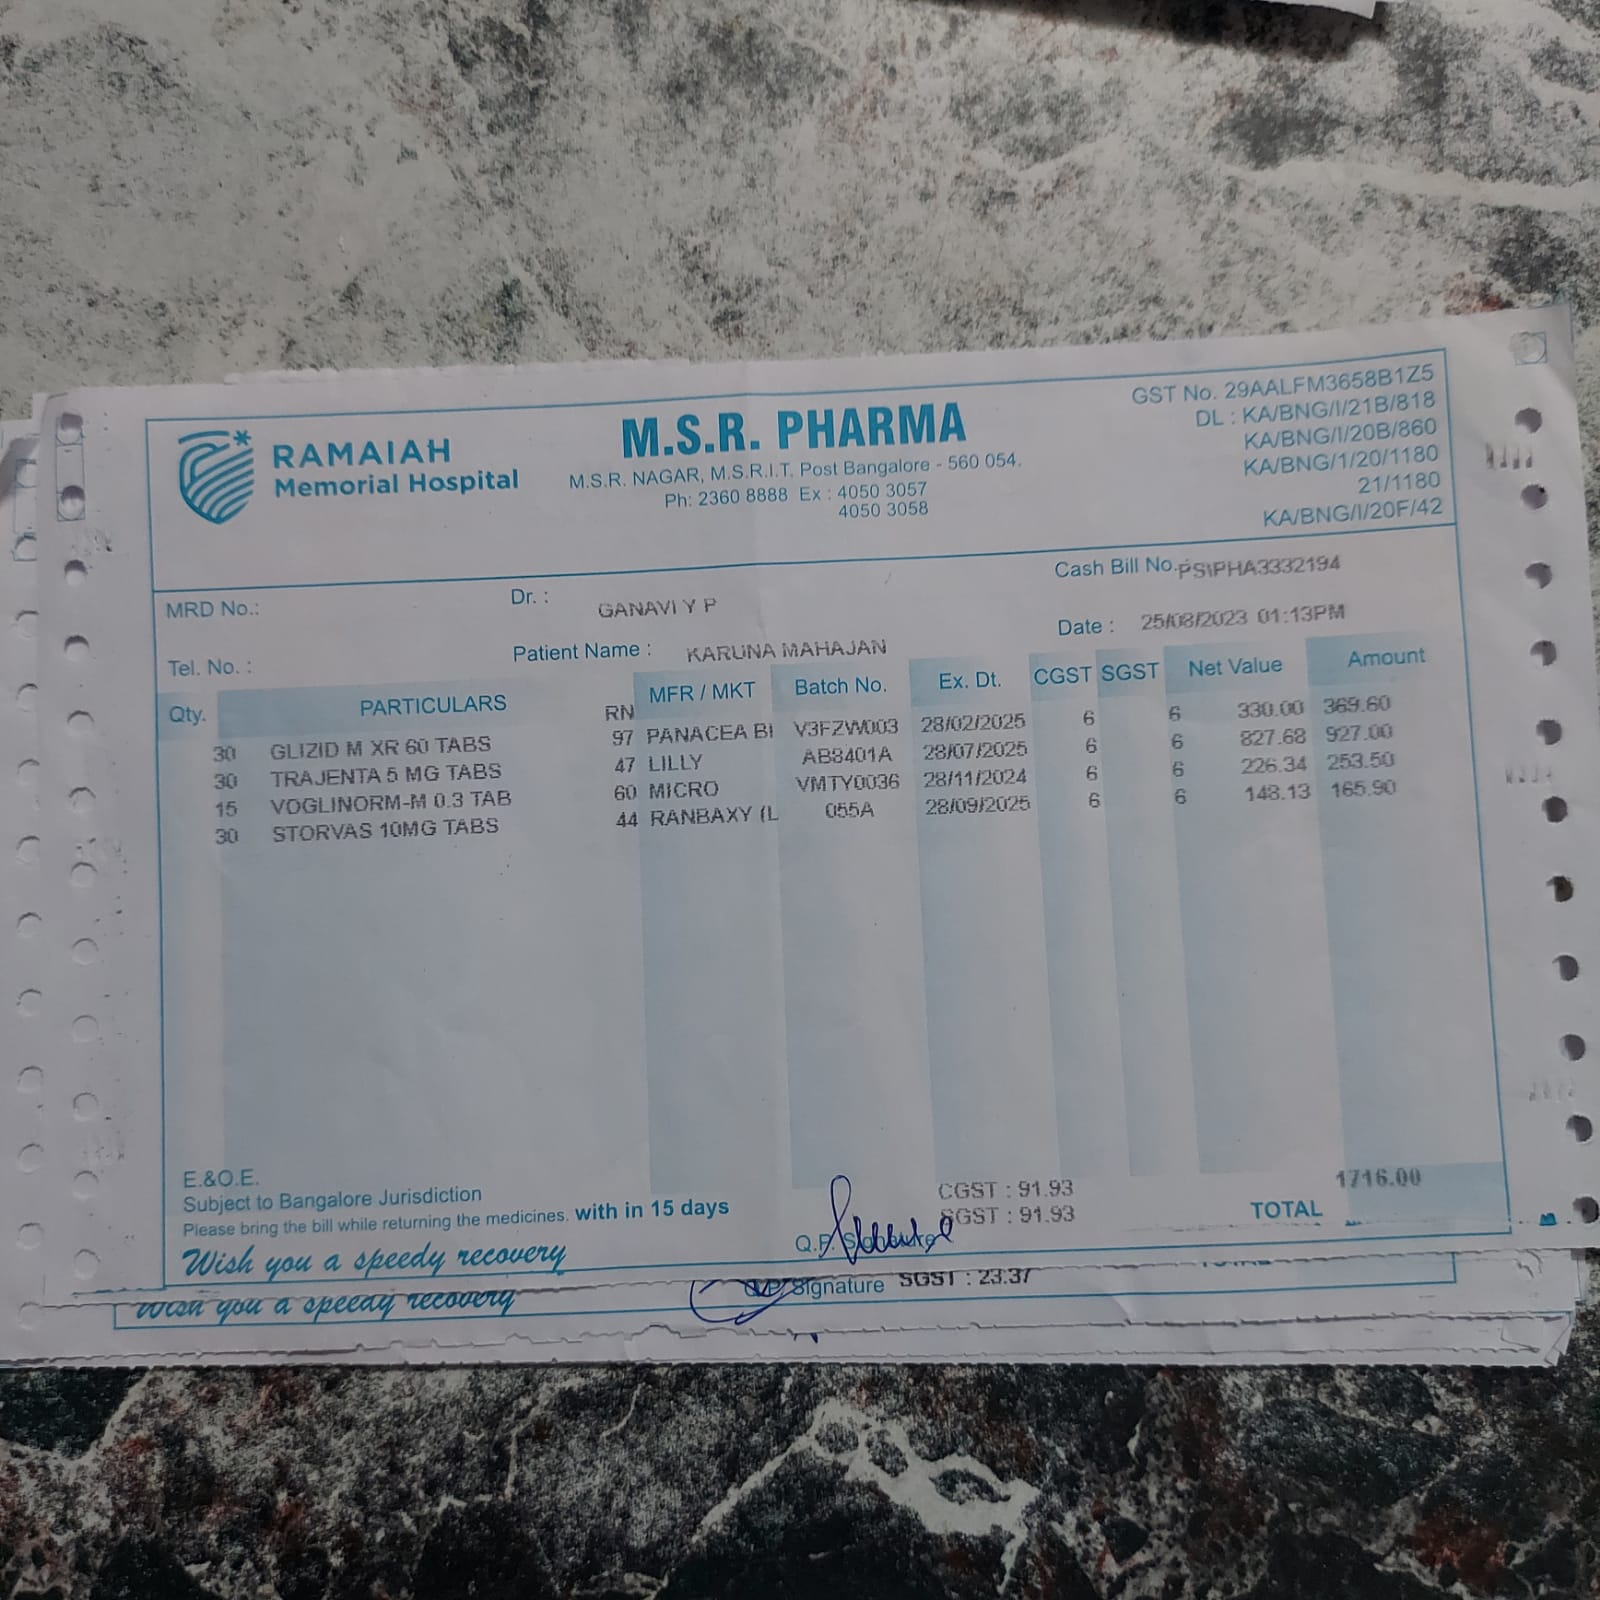 RAMAIAH
Memorial Hospital
M.S.R. PHARMA
M.S.R. NAGAR, M.S.R.I.T. Post Bangalore - 560 054.
Ph: 2360 8888 Ex : 4050 3057
4050 3058
GST No. 29AALFM3658B1Z5
DL : KA/BNG/I/21B/818
KA/BNG/I/20B/860
KA/BNG/1/20/1180
21/1180
KA/BNG/I/20F/42
MRD No.: Dr. : GANAVI Y P Cash Bill No. PSIPHA3332194
Tel. No. : Patient Name : KARUNA MAHAJAN Date : 25/08/2023 01:13PM
Qty. PARTICULARS RN MFR / MKT Batch No. Ex. Dt. CGST SGST Net Value Amount
30 GLIZID M XR 60 TABS 97 PANACEA BI V3FZW003 28/02/2025 6 6 330.00 369.60
30 TRAJENTA 5 MG TABS 47 LILLY AB8401A 28/07/2025 6 6 827.68 927.00
15 VOGLINORM-M 0.3 TAB 60 MICRO VMTY0036 28/11/2024 6 6 226.34 253.50
30 STORVAS 10MG TABS 44 RANBAXY (L 055A 28/09/2025 6 6 148.13 165.90
E.&O.E.
Subject to Bangalore Jurisdiction
Please bring the bill while returning the medicines. with in 15 days
Wish you a speedy recovery
CGST : 91.93
SGST : 91.93
TOTAL 1716.00
Wish you a speedy recovery
Signature SGST : 23.37